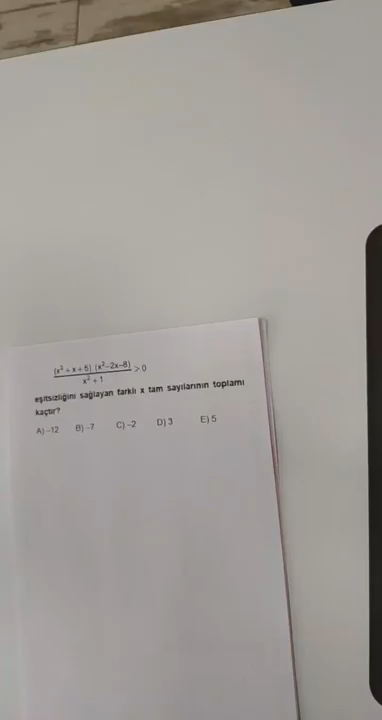 (x² + x + 5) (x² – 2x – 8) / x² + 1 > 0
eşitsizliğini sağlayan farklı x tam sayılarının toplamı
kaçtır?
A) –12 B) –7 C) –2 D) 3 E) 5